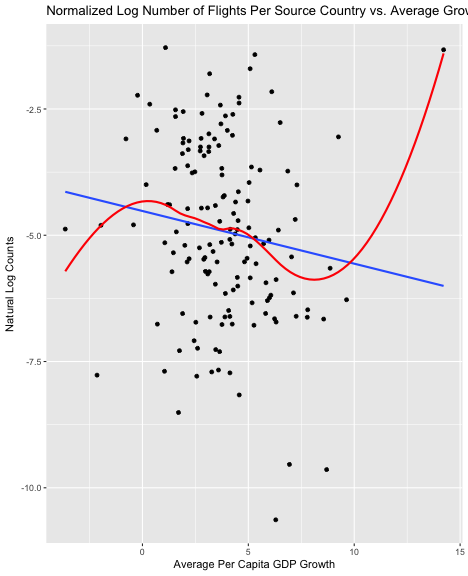 Normalized Log Number of Flights Per Source Country vs. Average
Natural Log Counts
-2.5
-5.0
-7.5
-10.0
0
5
10
15
Average Per Capita GDP Growth